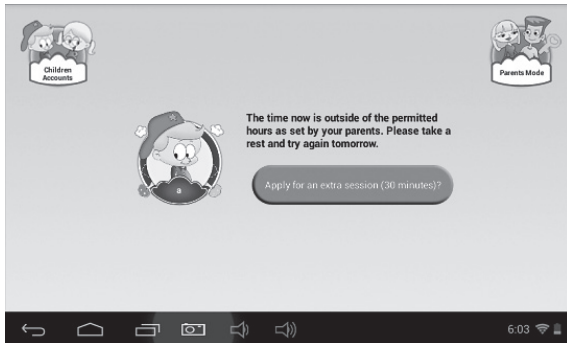 Children
Accounts
Parents Mode
The time now is outside of the permitted
hours as set by your parents. Please take a
rest and try again tomorrow.
a
Apply for an extra session (30 minutes)?
6:03